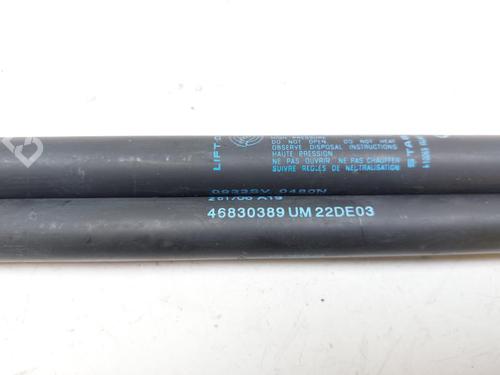 HIGH PRESSURE
DO NOT OPEN. DO NOT HEAT
OBSERVE DISPOSAL INSTRUCTIONS
HAUTE PRESSION
NE PAS OUVRIR NE PAS CHAUFFER
SUIVRE REGLES DE NEUTRALISATION
0480N
46830389 UM 22DE03